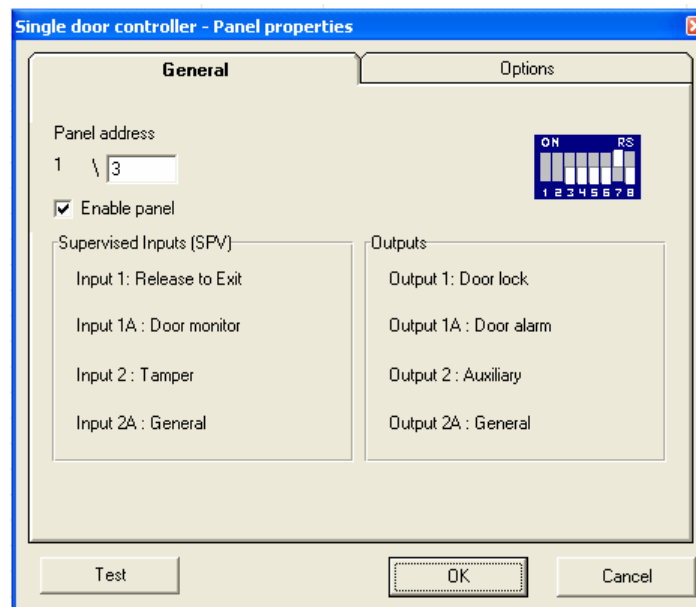 Single door controller - Panel properties
General
Options
Panel address
1 \ 3
ON RS
1 2 3 4 5 6 7 8
Enable panel
Supervised Inputs (SPV)
Input 1: Release to Exit
Input 1A : Door monitor
Input 2 : Tamper
Input 2A : General
Outputs
Output 1: Door lock
Output 1A : Door alarm
Output 2 : Auxiliary
Output 2A : General
Test
OK
Cancel